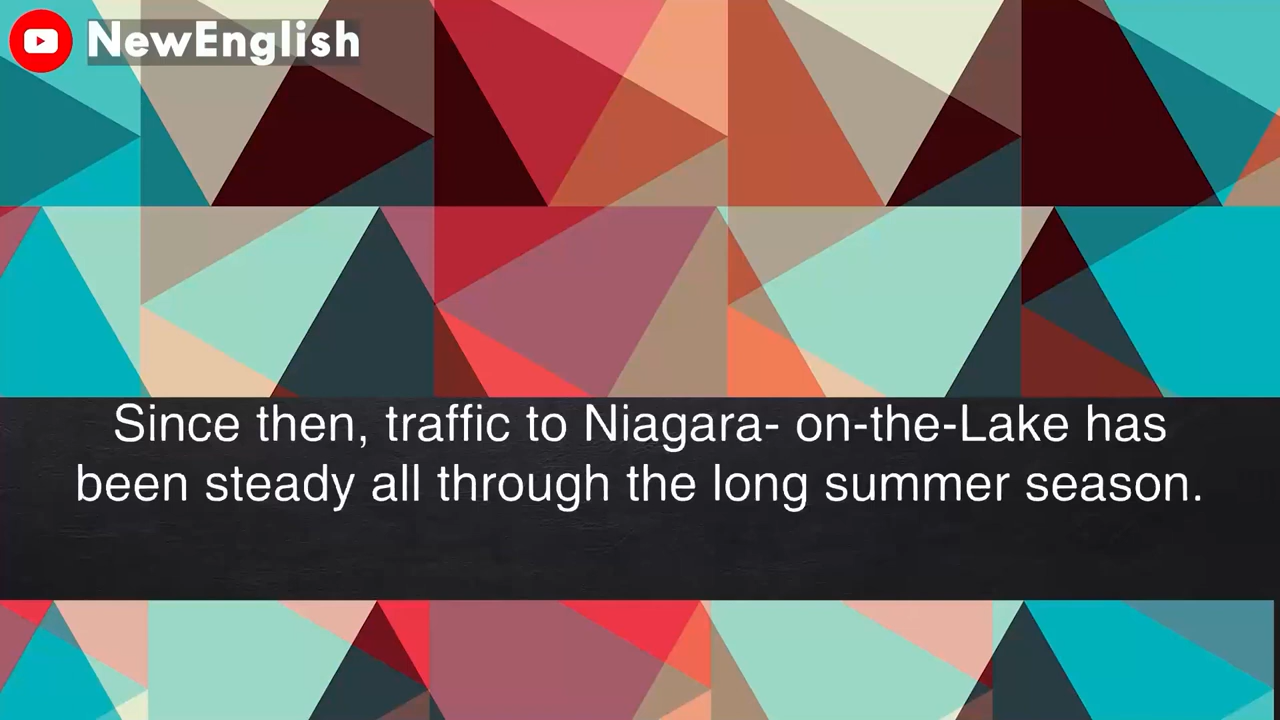 NewEnglish
Since then, traffic to Niagara- on-the-Lake has
been steady all through the long summer season.